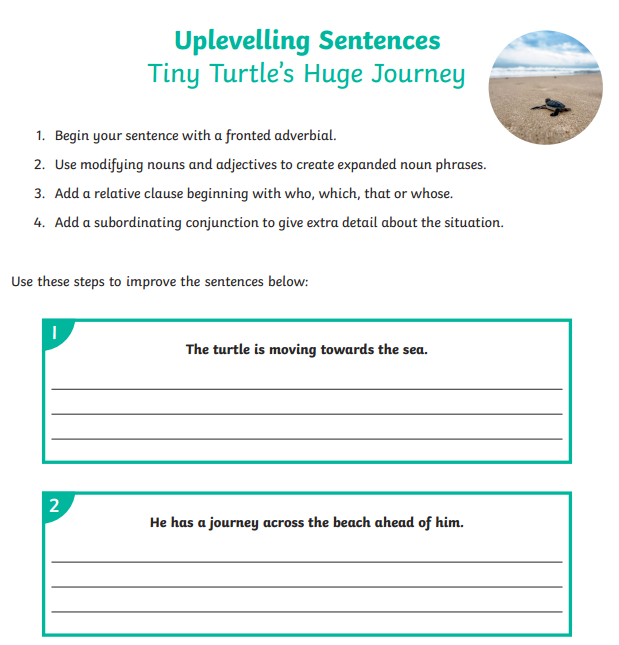 Uplevelling Sentences
Tiny Turtle's Huge Journey
1. Begin your sentence with a fronted adverbial.
2. Use modifying nouns and adjectives to create expanded noun phrases.
3. Add a relative clause beginning with who, which, that or whose.
4. Add a subordinating conjunction to give extra detail about the situation.
Use these steps to improve the sentences below:
1
The turtle is moving towards the sea.
2
He has a journey across the beach ahead of him.